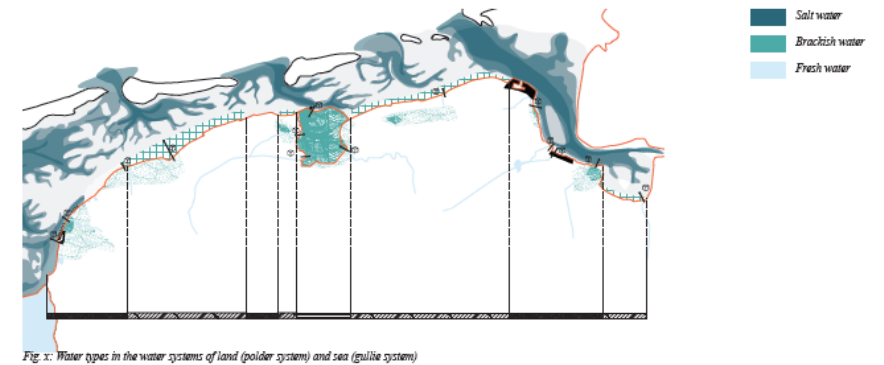 Salt water
Brackish water
Fresh water
Fig. x: Water types in the water systems of land (polder system) and sea (gullie system)